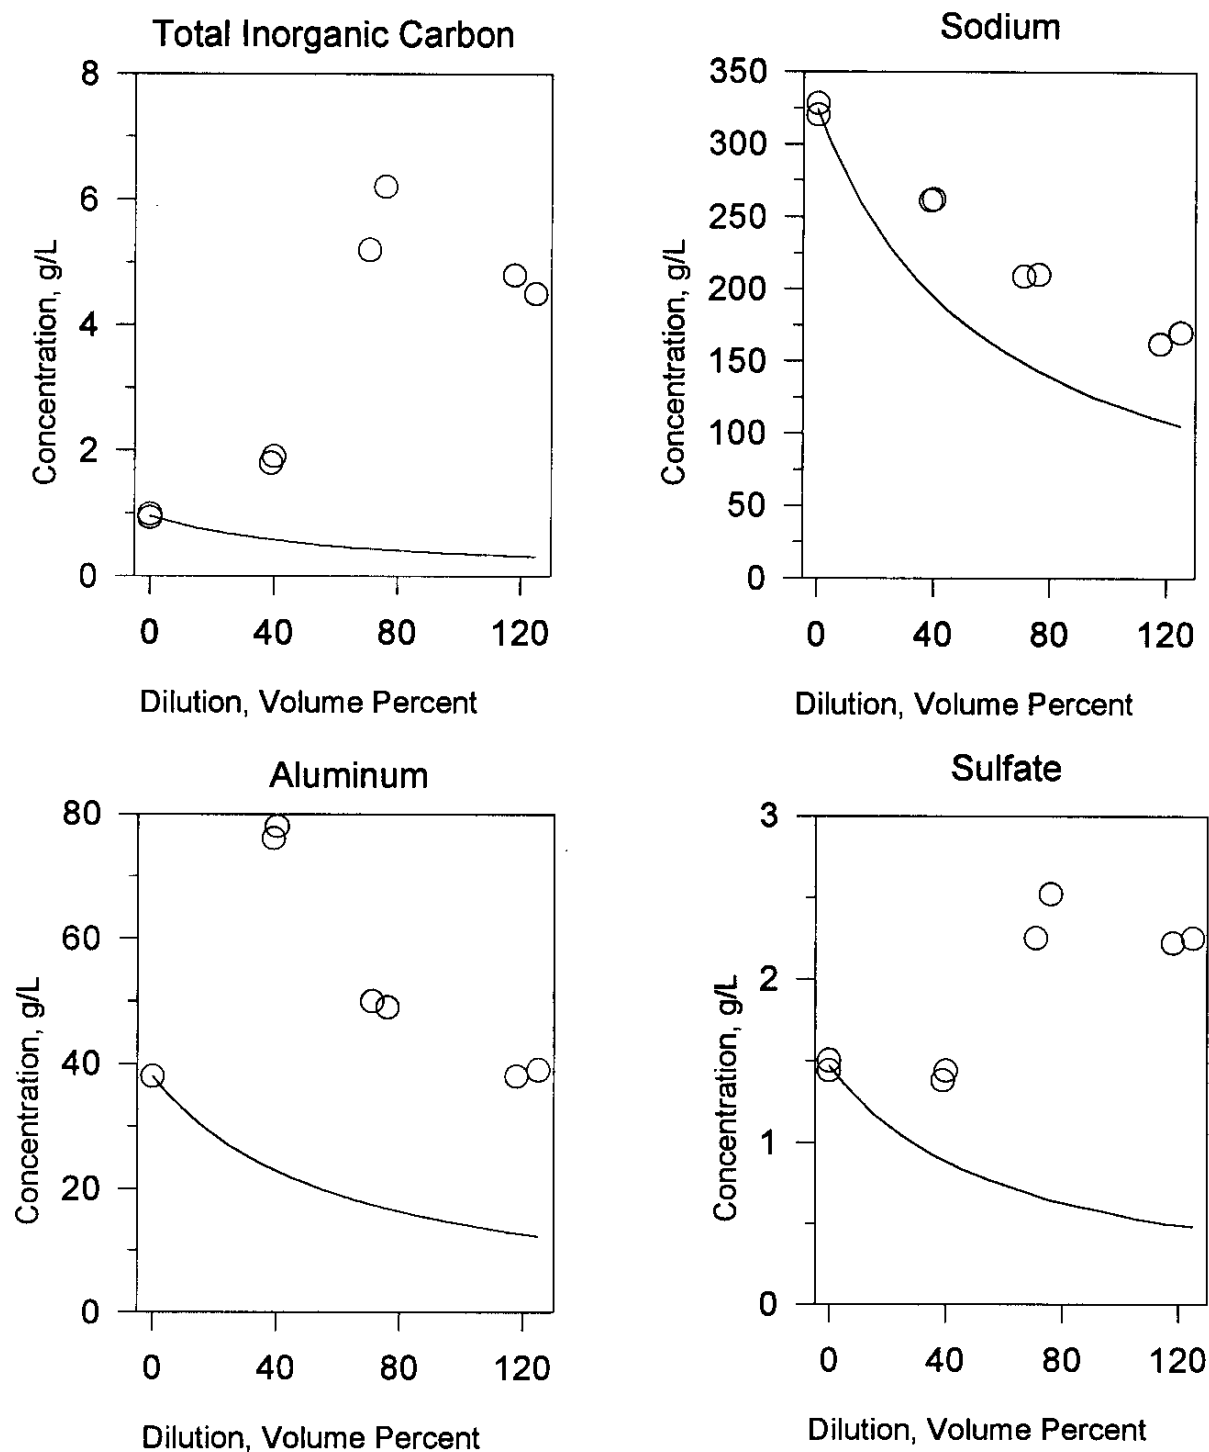 Total Inorganic Carbon
8
6
4
2
0
Concentration, g/L
0 40 80 120
Dilution, Volume Percent
Sodium
350
300
250
200
150
100
50
0
Concentration, g/L
0 40 80 120
Dilution, Volume Percent
Aluminum
80
60
40
20
0
Concentration, g/L
0 40 80 120
Dilution, Volume Percent
Sulfate
3
2
1
0
Concentration, g/L
0 40 80 120
Dilution, Volume Percent